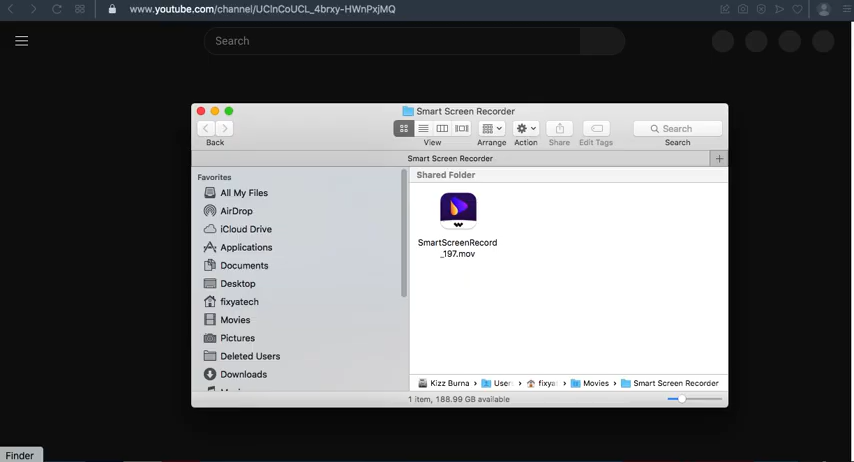 www.youtube.com/channel/UClnCoUCL_4brxy-HWnPxjMQ
Search
Smart Screen Recorder
Back
View
Arrange
Action
Share
Edit Tags
Search
Search
Smart Screen Recorder
Favorites
All My Files
AirDrop
iCloud Drive
Applications
Documents
Desktop
fixyatech
Movies
Pictures
Deleted Users
Downloads
Shared Folder
SmartScreenRecord
_197.mov
Kizz Burna › User › fixya › Movies › Smart Screen Recorder
1 item, 188.99 GB available
Finder